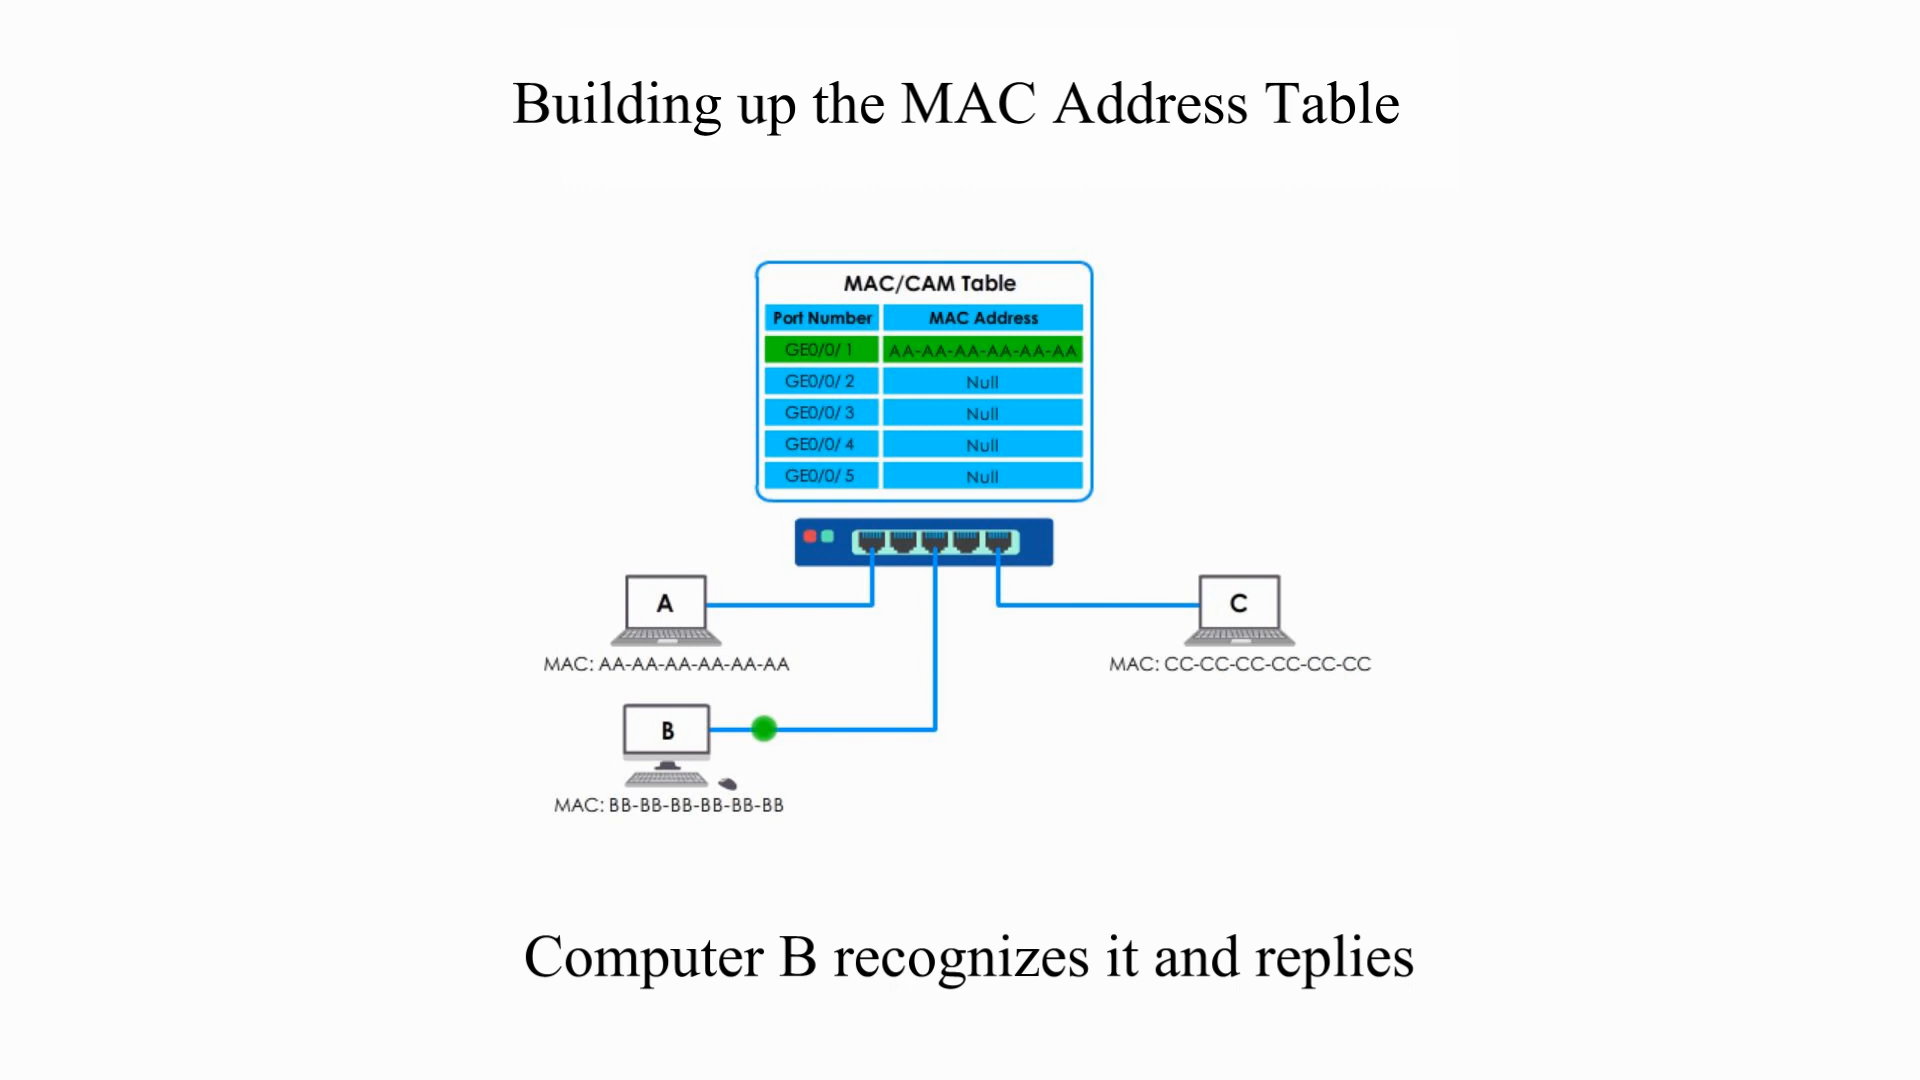 Building up the MAC Address Table
MAC/CAM Table
Port Number MAC Address
GE0/0/ 1 AA-AA-AA-AA-AA-AA
GE0/0/ 2 Null
GE0/0/ 3 Null
GE0/0/ 4 Null
GE0/0/ 5 Null
A
C
MAC: AA-AA-AA-AA-AA-AA
MAC: CC-CC-CC-CC-CC-CC
B
MAC: BB-BB-BB-BB-BB-BB
Computer B recognizes it and replies